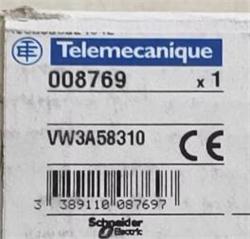 Telemecanique
008769 x 1
VW3A58310 CE
3 389110 087697
Schneider
Electric